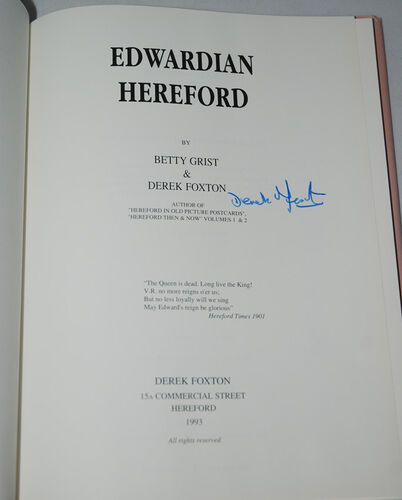 EDWARDIAN
HEREFORD
BY
BETTY GRIST
&
DEREK FOXTON
Derek Foxton
AUTHOR OF
"HEREFORD IN OLD PICTURE POSTCARDS",
"HEREFORD THEN & NOW" VOLUMES 1 & 2
"The Queen is dead. Long live the King!
V.R. no more reigns o'er us;
But no less loyally will we sing
May Edward's reign be glorious"
Hereford Times 1901
DEREK FOXTON
15A COMMERCIAL STREET
HEREFORD
1993
All rights reserved